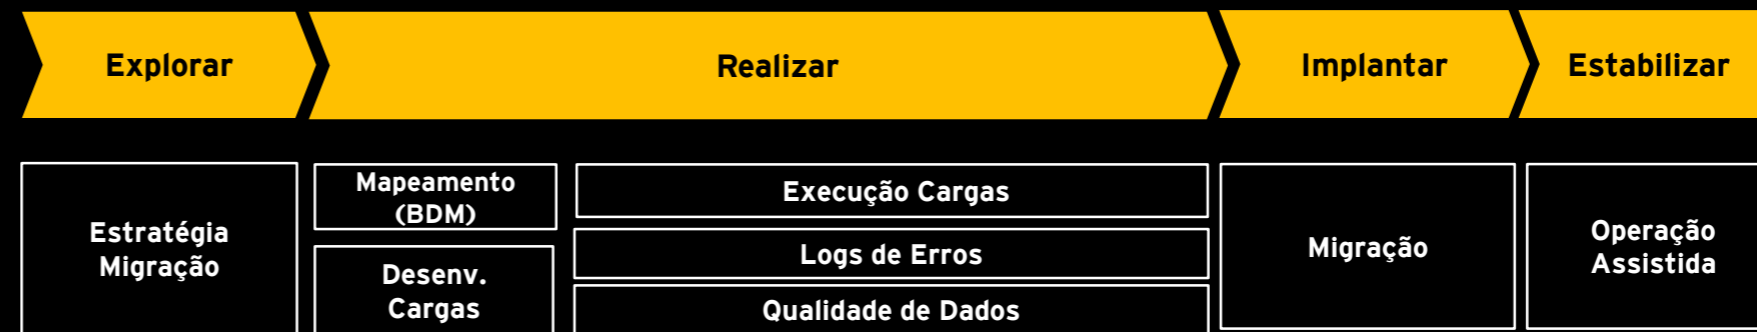 Explorar
Realizar
Implantar
Estabilizar
Estratégia
Migração
Mapeamento
(BDM)
Desenv.
Cargas
Execução Cargas
Logs de Erros
Qualidade de Dados
Migração
Operação
Assistida